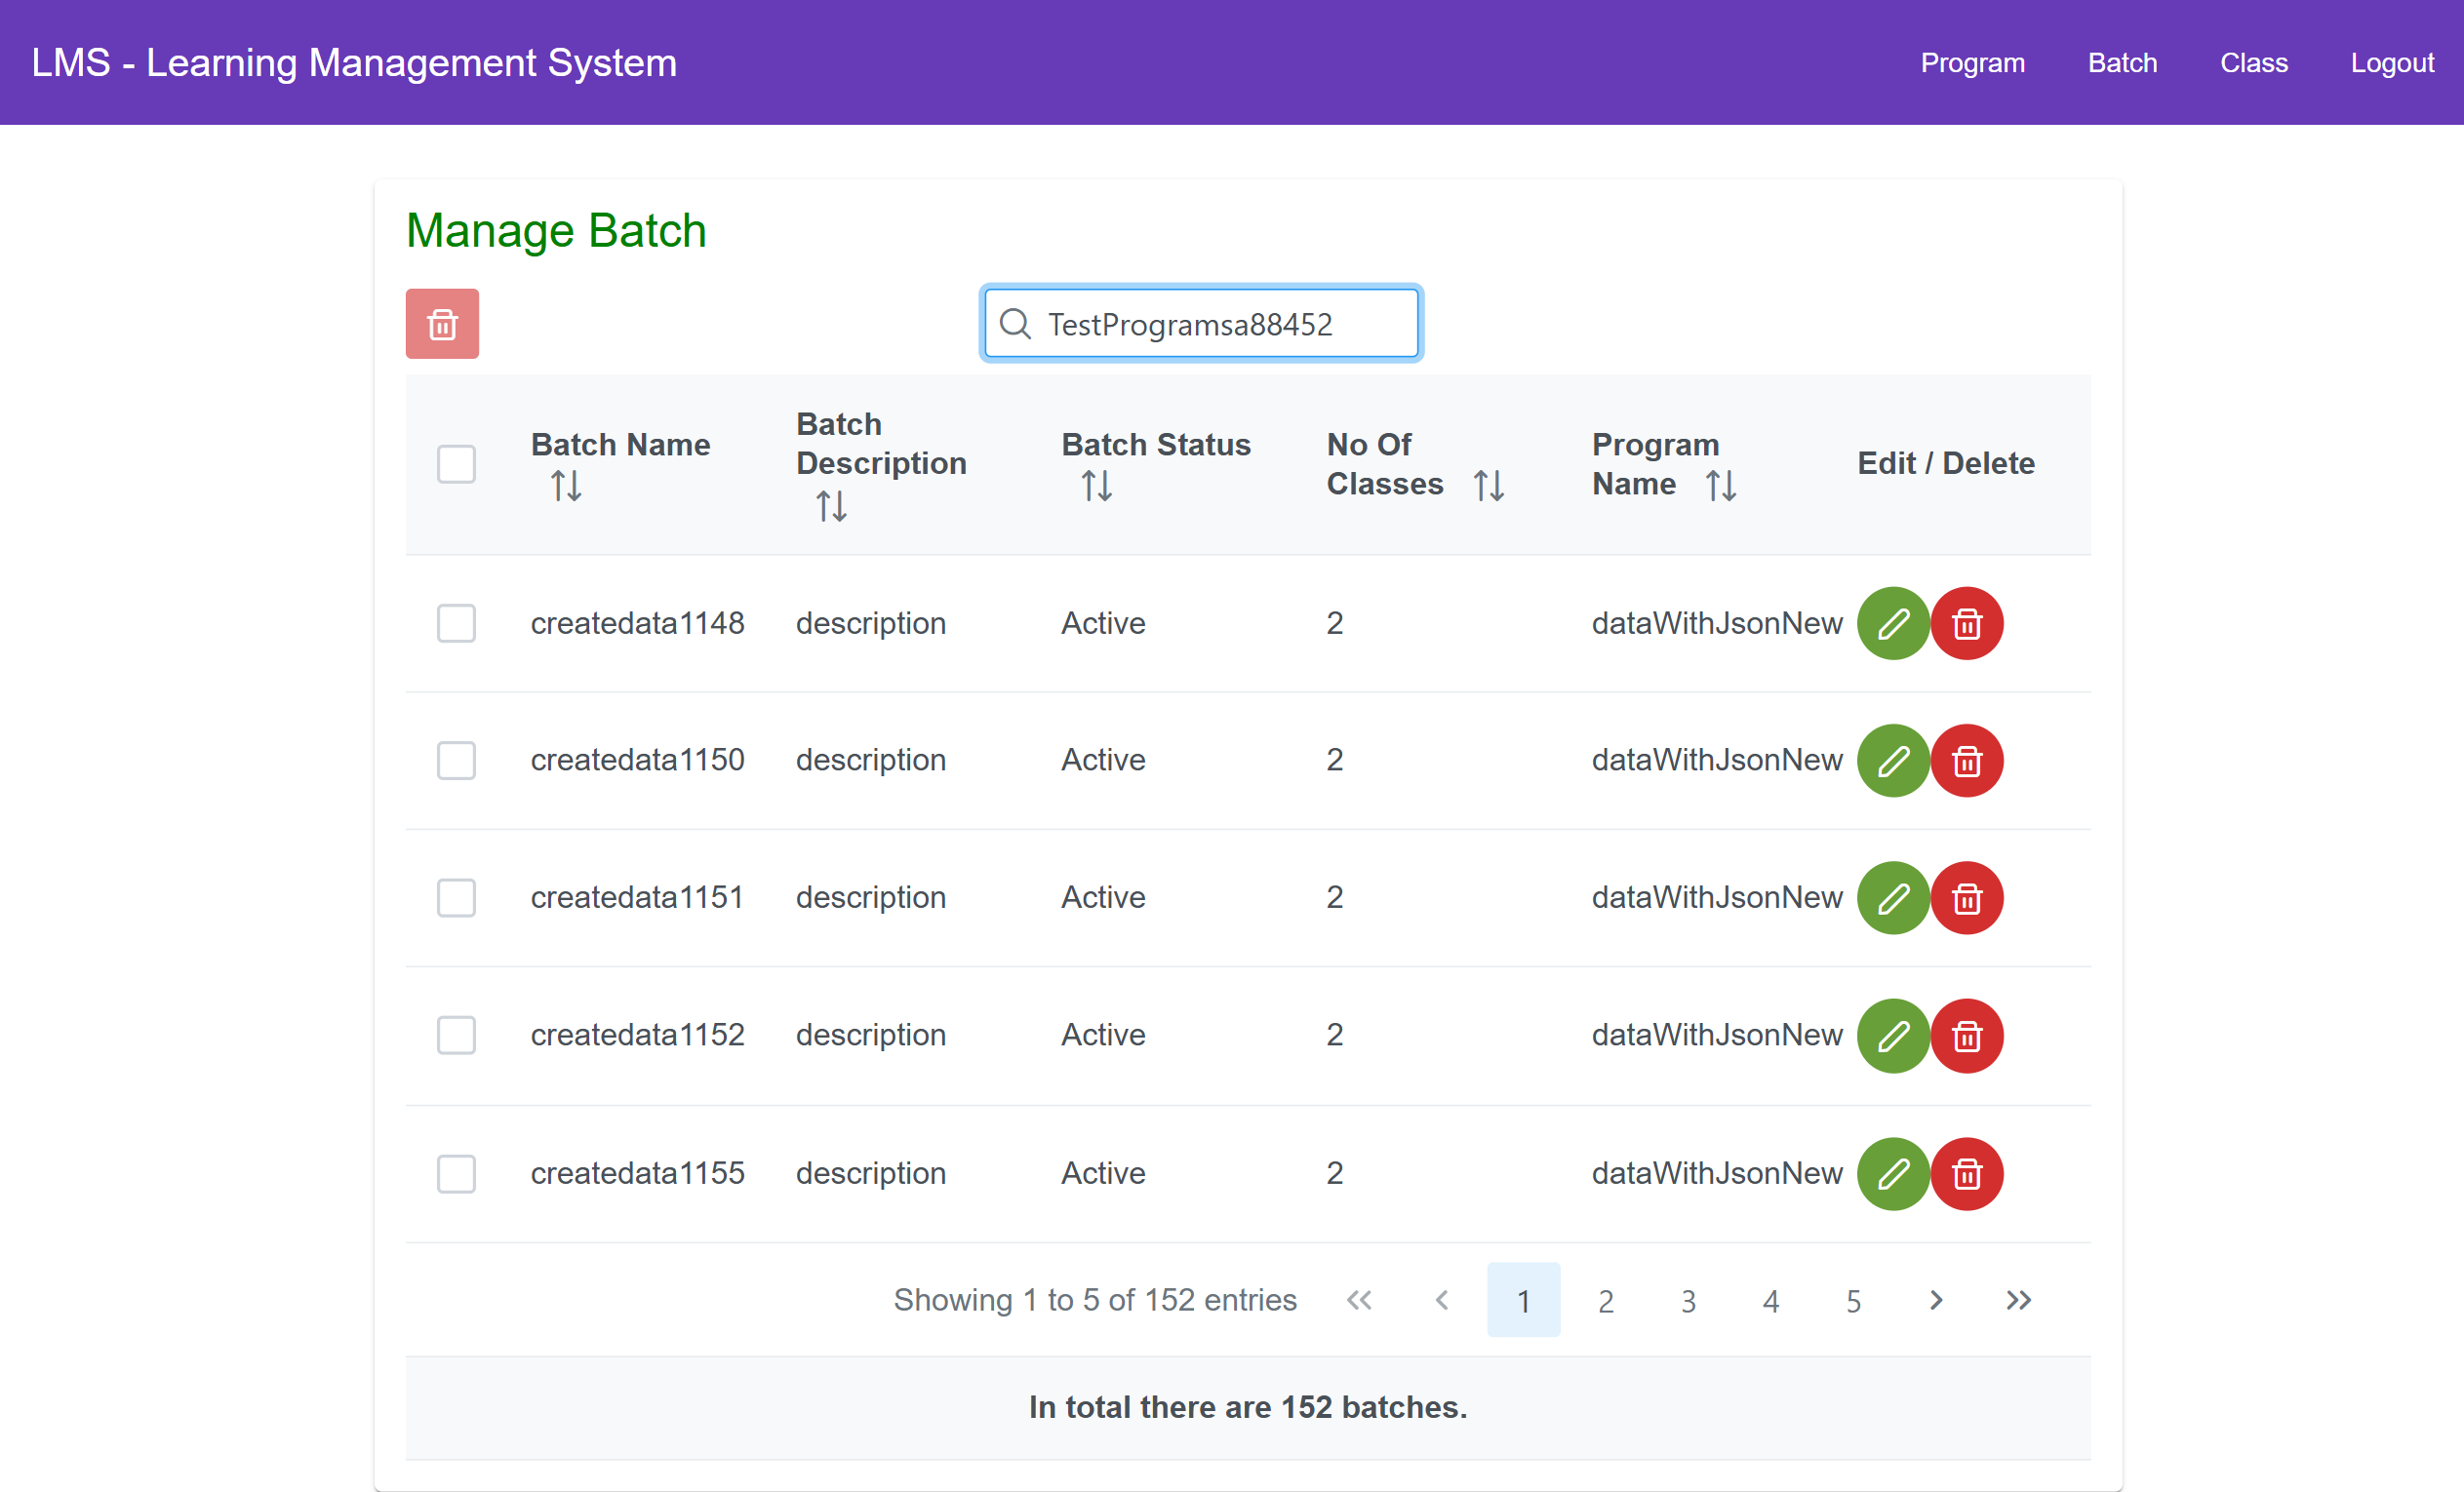 LMS - Learning Management System
Program Batch Class Logout
Manage Batch
TestProgramsa88452
Batch Name Batch Description Batch Status No Of Classes Program Name Edit / Delete
createdata1148 description Active 2 dataWithJsonNew
createdata1150 description Active 2 dataWithJsonNew
createdata1151 description Active 2 dataWithJsonNew
createdata1152 description Active 2 dataWithJsonNew
createdata1155 description Active 2 dataWithJsonNew
Showing 1 to 5 of 152 entries 1 2 3 4 5
In total there are 152 batches.